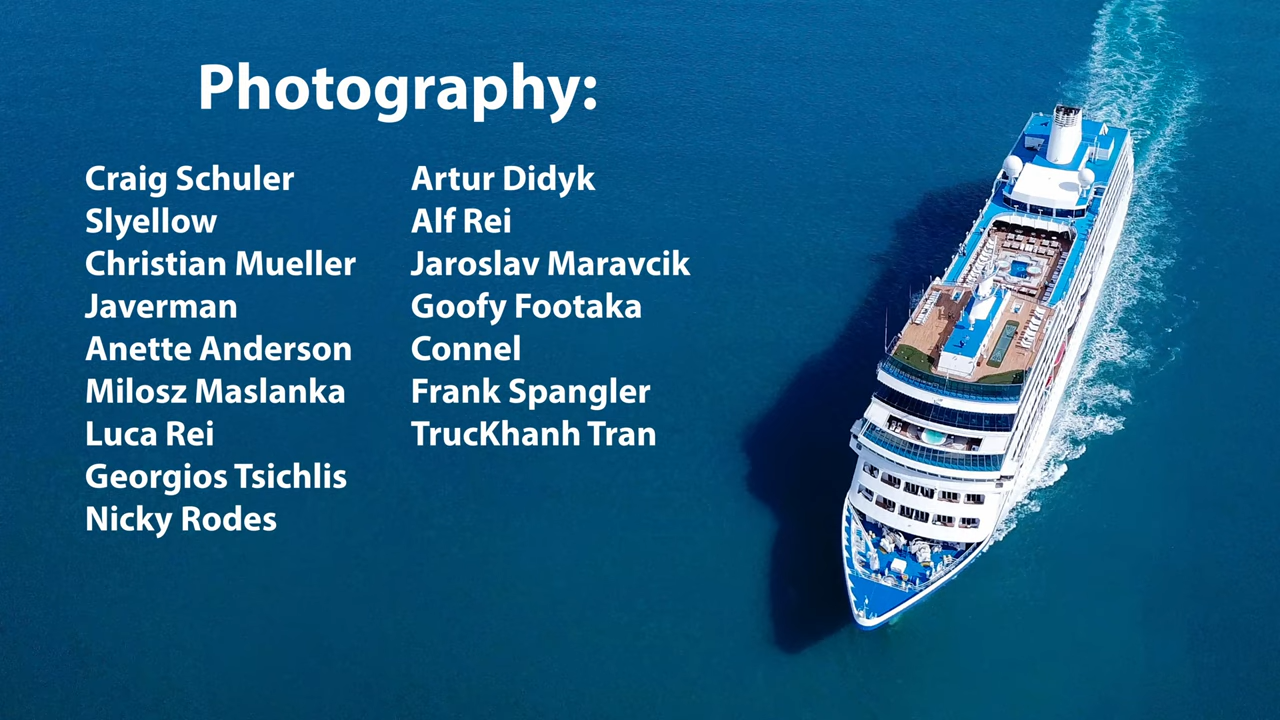 Photography:
Craig Schuler
Slyellow
Christian Mueller
Javerman
Anette Anderson
Milosz Maslanka
Luca Rei
Georgios Tsichlis
Nicky Rodes
Artur Didyk
Alf Rei
Jaroslav Maravcik
Goofy Footaka
Connel
Frank Spangler
TrucKhanh Tran